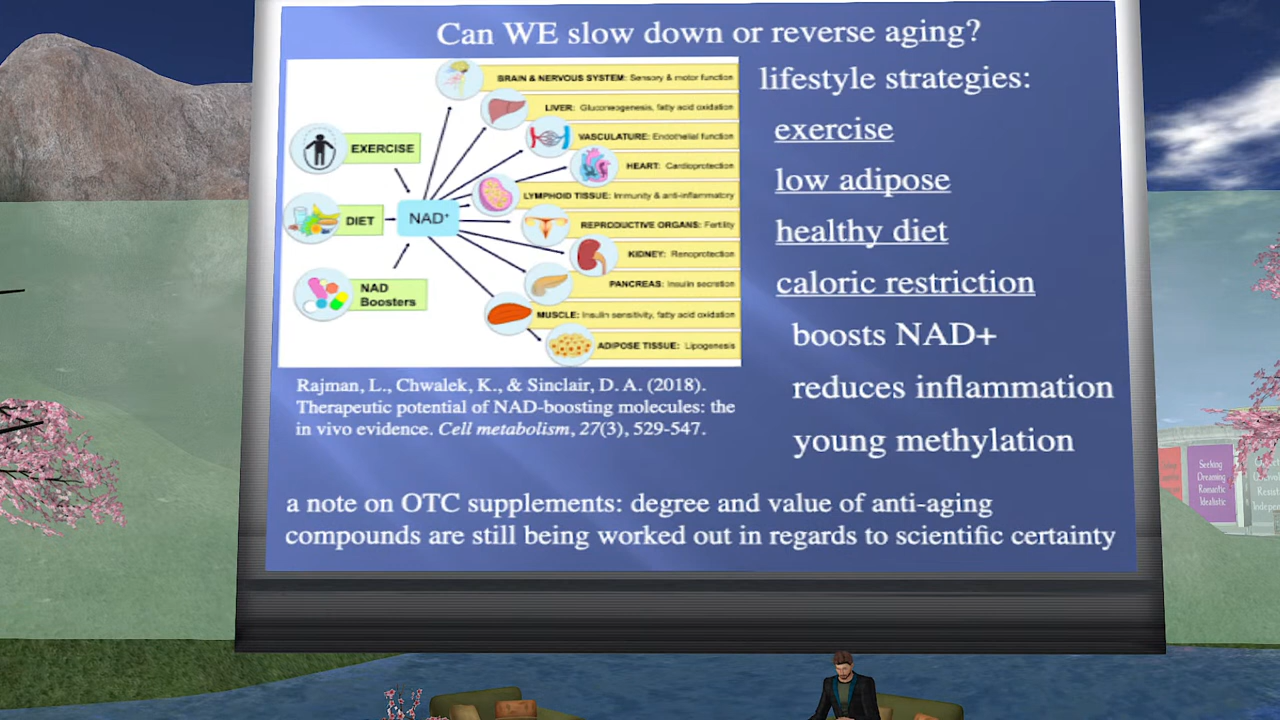 Can WE slow down or reverse aging?
BRAIN & NERVOUS SYSTEM: Sensory & motor function
LIVER: Gluconeogenesis, fatty acid oxidation
VASCULATURE: Endothelial function
HEART: Cardioprotection
LYMPHOID TISSUE: Immunity & anti-inflammatory
REPRODUCTIVE ORGANS: Fertility
KIDNEY: Renoprotection
PANCREAS: Insulin secretion
MUSCLE: Insulin sensitivity, fatty acid oxidation
ADIPOSE TISSUE: Lipogenesis
EXERCISE
DIET
NAD
Boosters
NAD⁺
Rajman, L., Chwalek, K., & Sinclair, D. A. (2018).
Therapeutic potential of NAD-boosting molecules: the
in vivo evidence. Cell metabolism, 27(3), 529-547.
lifestyle strategies:
exercise
low adipose
healthy diet
caloric restriction
boosts NAD+
reduces inflammation
young methylation
a note on OTC supplements: degree and value of anti-aging
compounds are still being worked out in regards to scientific certainty
Seeking
Dreaming
Romantic
Idealistic